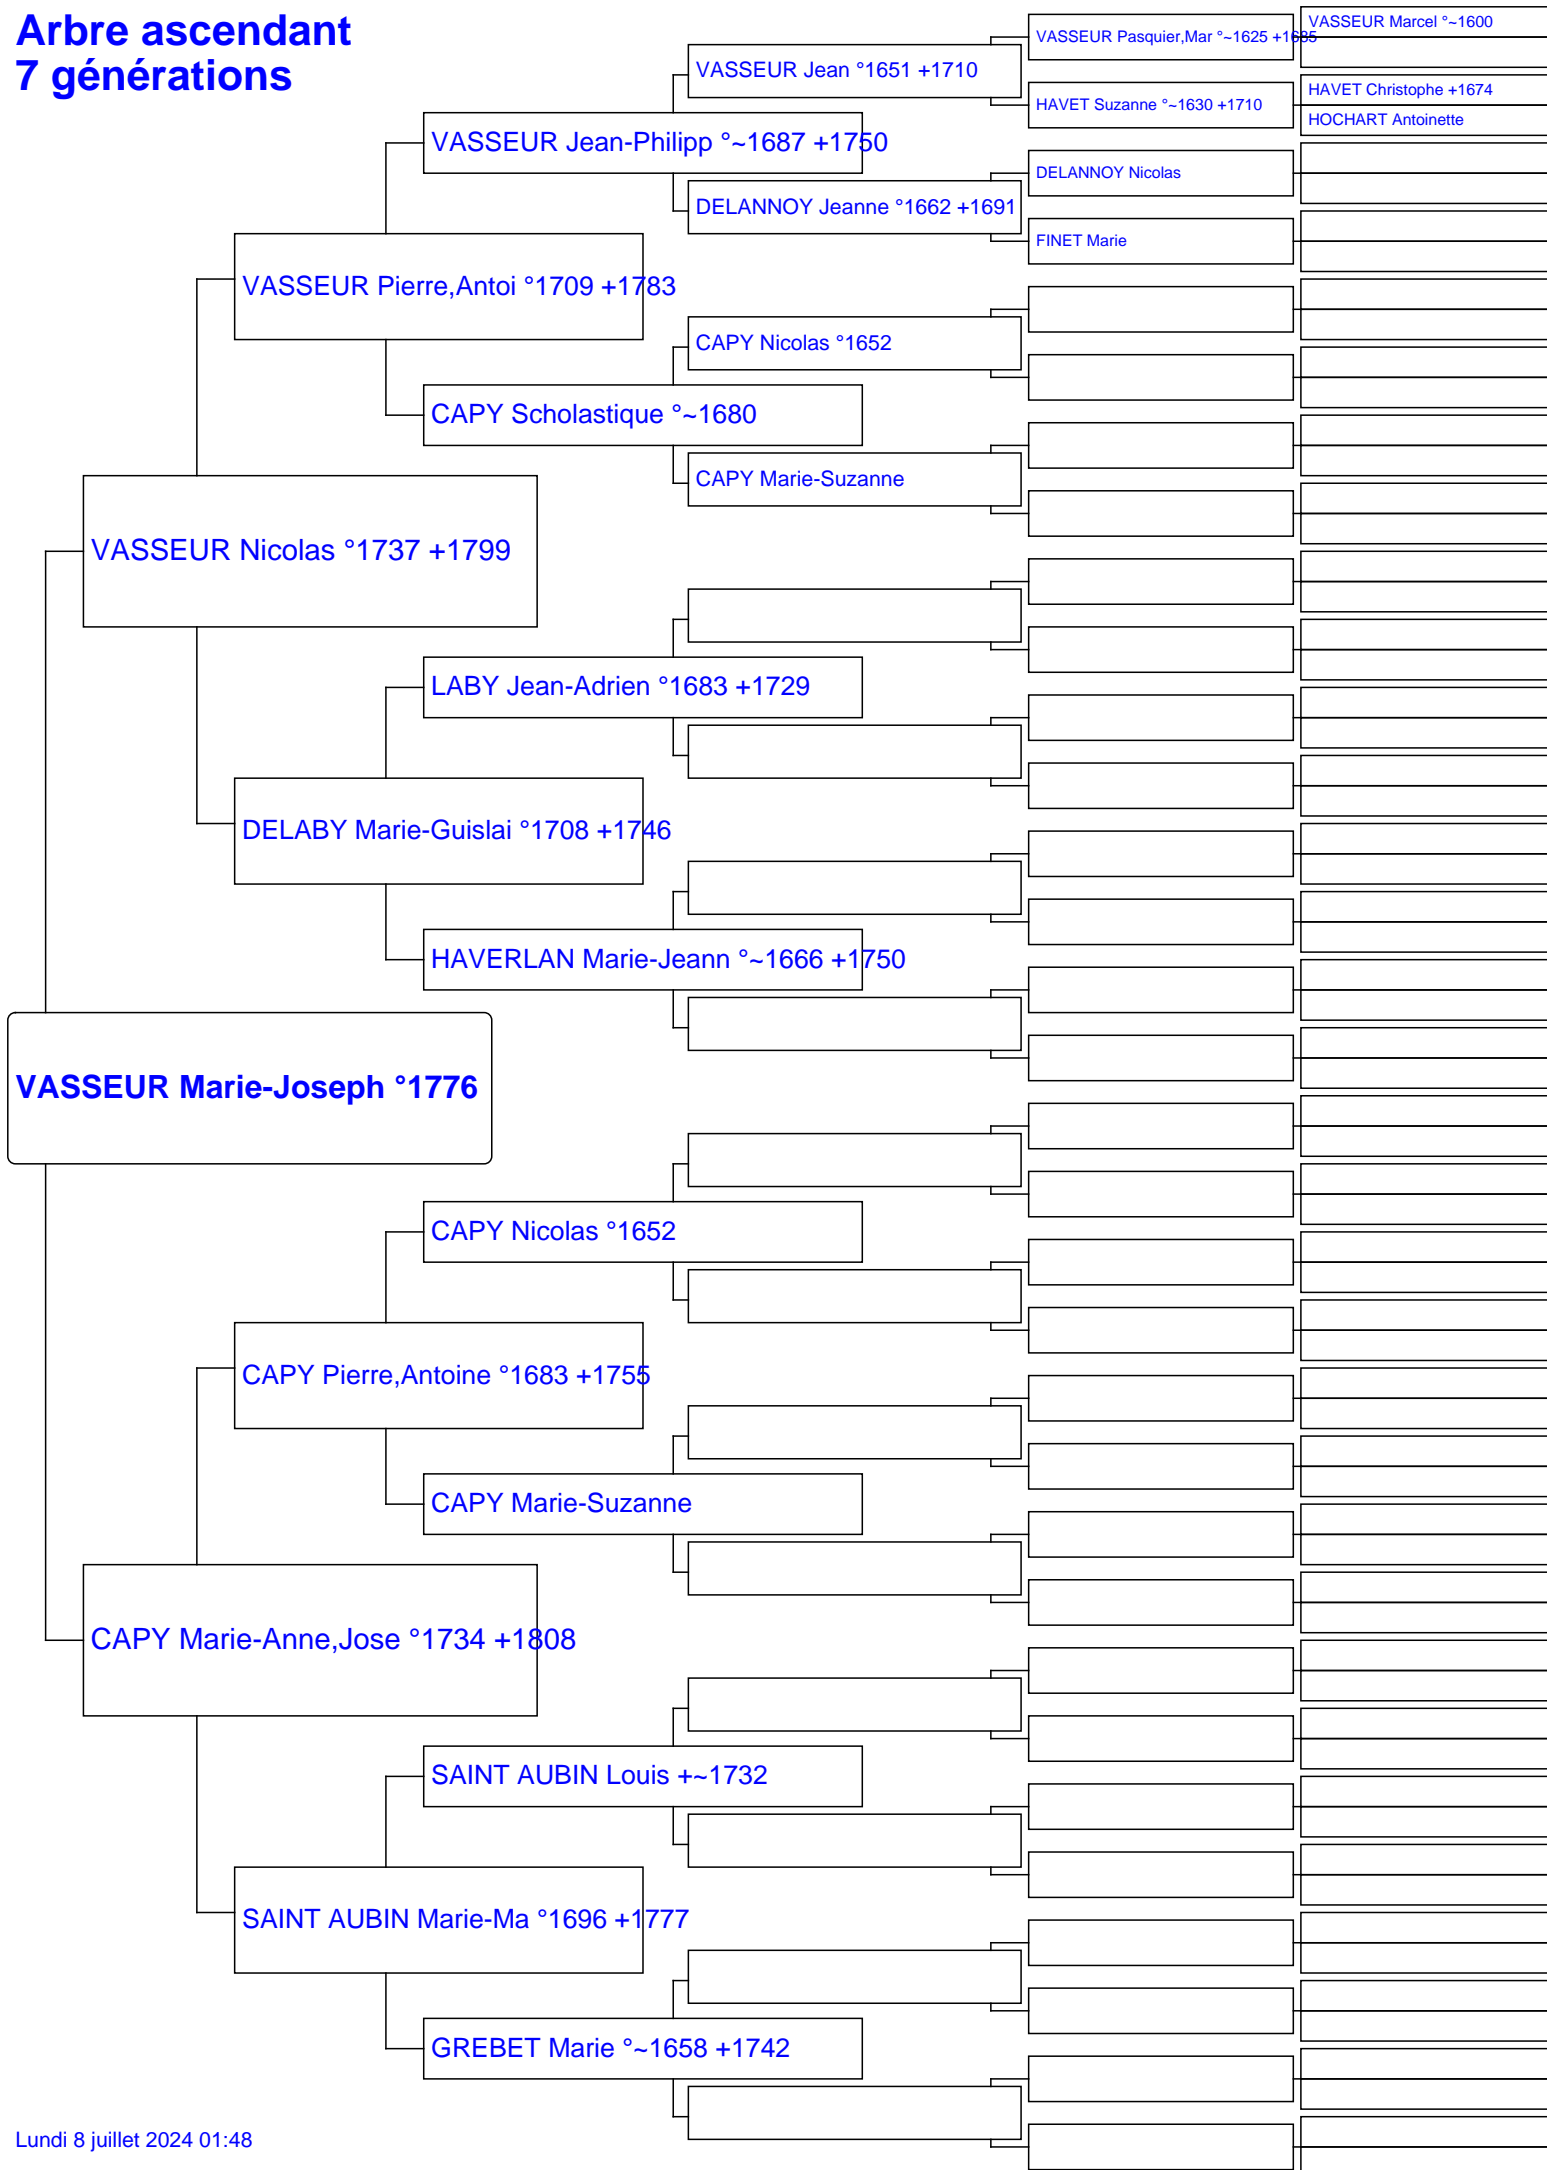 Arbre ascendant
7 générations
VASSEUR Marcel °~1600
VASSEUR Pasquier,Mar °~1625 +1685
VASSEUR Jean °1651 +1710
HAVET Christophe +1674
HAVET Suzanne °~1630 +1710
HOCHART Antoinette
VASSEUR Jean-Philipp °~1687 +1750
DELANNOY Nicolas
DELANNOY Jeanne °1662 +1691
FINET Marie
VASSEUR Pierre,Antoi °1709 +1783
CAPY Nicolas °1652
CAPY Scholastique °~1680
CAPY Marie-Suzanne
VASSEUR Nicolas °1737 +1799
LABY Jean-Adrien °1683 +1729
DELABY Marie-Guislai °1708 +1746
HAVERLAN Marie-Jeann °~1666 +1750
VASSEUR Marie-Joseph °1776
CAPY Nicolas °1652
CAPY Pierre,Antoine °1683 +1755
CAPY Marie-Suzanne
CAPY Marie-Anne,Jose °1734 +1808
SAINT AUBIN Louis +~1732
SAINT AUBIN Marie-Ma °1696 +1777
GREBET Marie °~1658 +1742
Lundi 8 juillet 2024 01:48